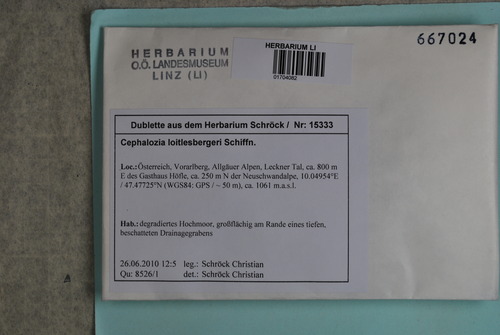 667024
HERBARIUM
O.Ö. LANDESMUSEUM
LINZ (LI)
HERBARIUM LI
01704082
Dublette aus dem Herbarium Schröck / Nr: 15333
Cephalozia loitlesbergeri Schiffn.
Loc.:Österreich, Vorarlberg, Allgäuer Alpen, Leckner Tal, ca. 800 m
E des Gasthaus Höfle, ca. 250 m N der Neuschwandalpe, 10.04954°E
/ 47.47725°N (WGS84: GPS / ~ 50 m), ca. 1061 m.a.s.l.
Hab.:degradiertes Hochmoor, großflächig am Rande eines tiefen,
beschatteten Drainagegrabens
26.06.2010 12:5 leg.: Schröck Christian
Qu: 8526/1 det.: Schröck Christian